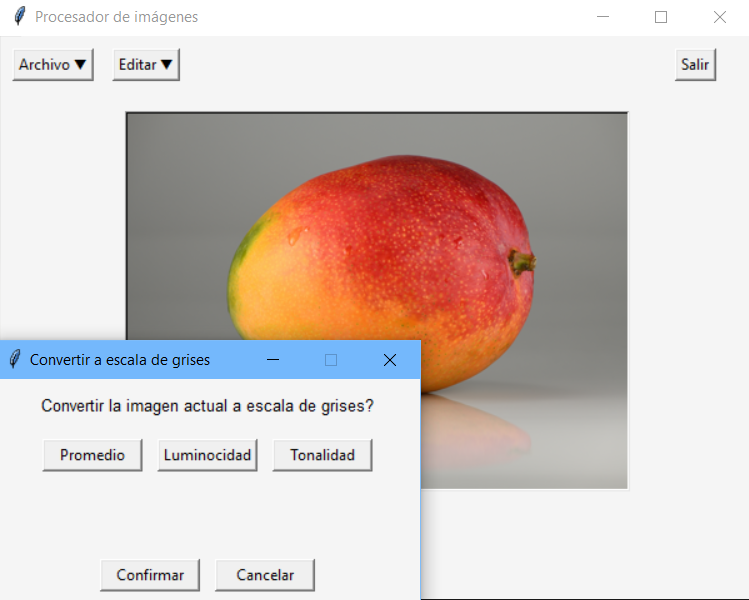 Procesador de imágenes
Archivo ▼ Editar ▼ Salir
Convertir a escala de grises
Convertir la imagen actual a escala de grises?
Promedio Luminocidad Tonalidad
Confirmar Cancelar